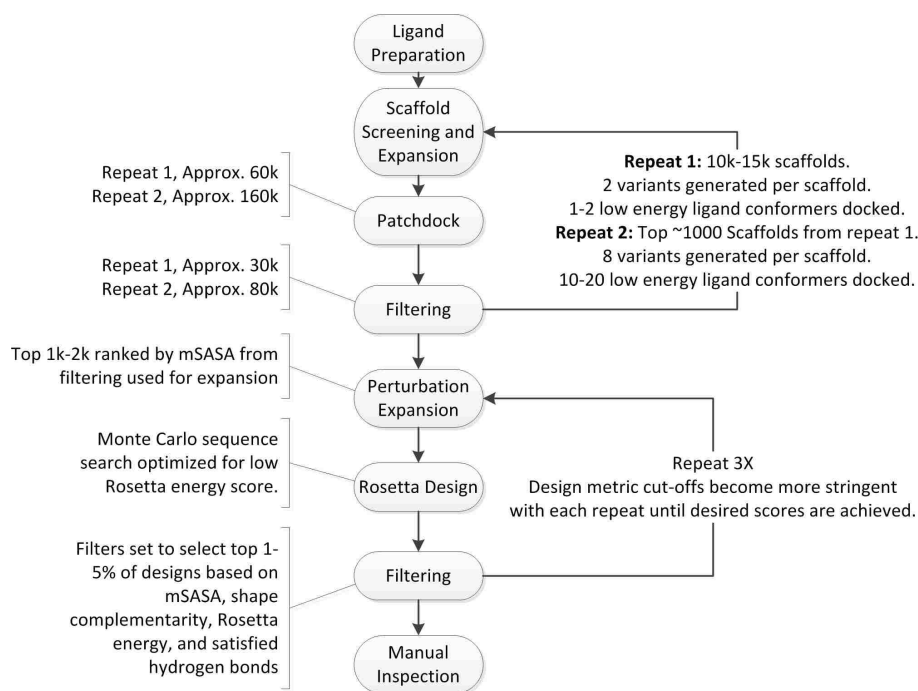 Ligand
Preparation
Scaffold
Screening and
Expansion
Repeat 1: 10k-15k scaffolds.
2 variants generated per scaffold.
1-2 low energy ligand conformers docked.
Repeat 2: Top ~1000 Scaffolds from repeat 1.
8 variants generated per scaffold.
10-20 low energy ligand conformers docked.
Repeat 1, Approx. 60k
Repeat 2, Approx. 160k
Patchdock
Repeat 1, Approx. 30k
Repeat 2, Approx. 80k
Filtering
Top 1k-2k ranked by mSASA from
filtering used for expansion
Perturbation
Expansion
Monte Carlo sequence
search optimized for low
Rosetta energy score.
Rosetta Design
Repeat 3X
Design metric cut-offs become more stringent
with each repeat until desired scores are achieved.
Filters set to select top 1-
5% of designs based on
mSASA, shape
complementarity, Rosetta
energy, and satisfied
hydrogen bonds
Filtering
Manual
Inspection